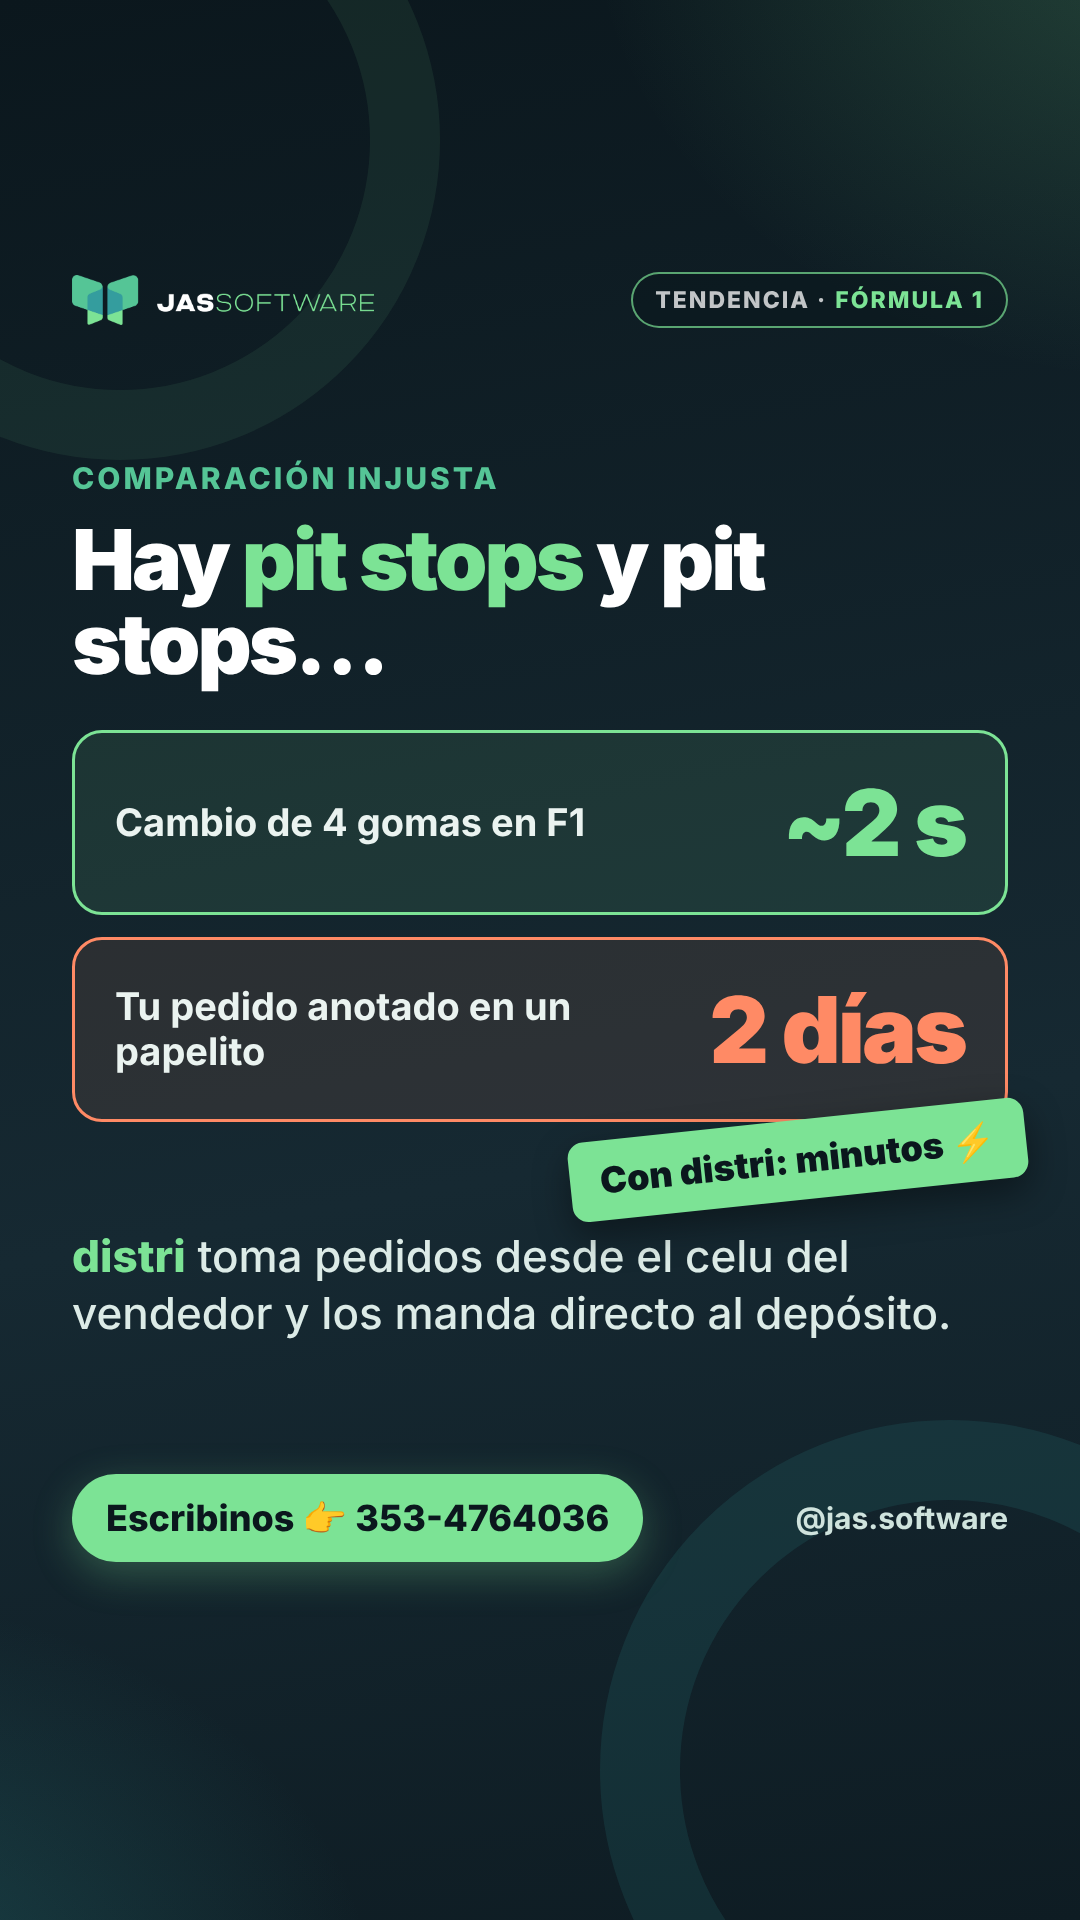 JASSOFTWARE
TENDENCIA · FÓRMULA 1
COMPARACIÓN INJUSTA
Hay pit stops y pit
stops...
Cambio de 4 gomas en F1
~2 s
Tu pedido anotado en un
papelito
2 días
Con distri: minutos ⚡
distri toma pedidos desde el celu del
vendedor y los manda directo al depósito.
Escribinos 👉 353-4764036
@jas.software